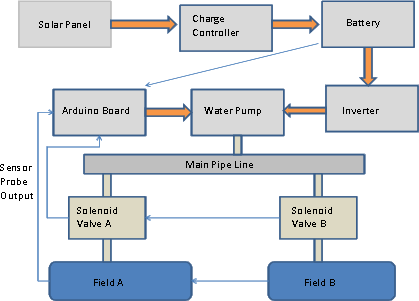 Solar Panel
Charge
Controller
Battery
Arduino Board
Water Pump
Inverter
Main Pipe Line
Sensor
Probe
Output
Solenoid
Valve A
Solenoid
Valve B
Field A
Field B